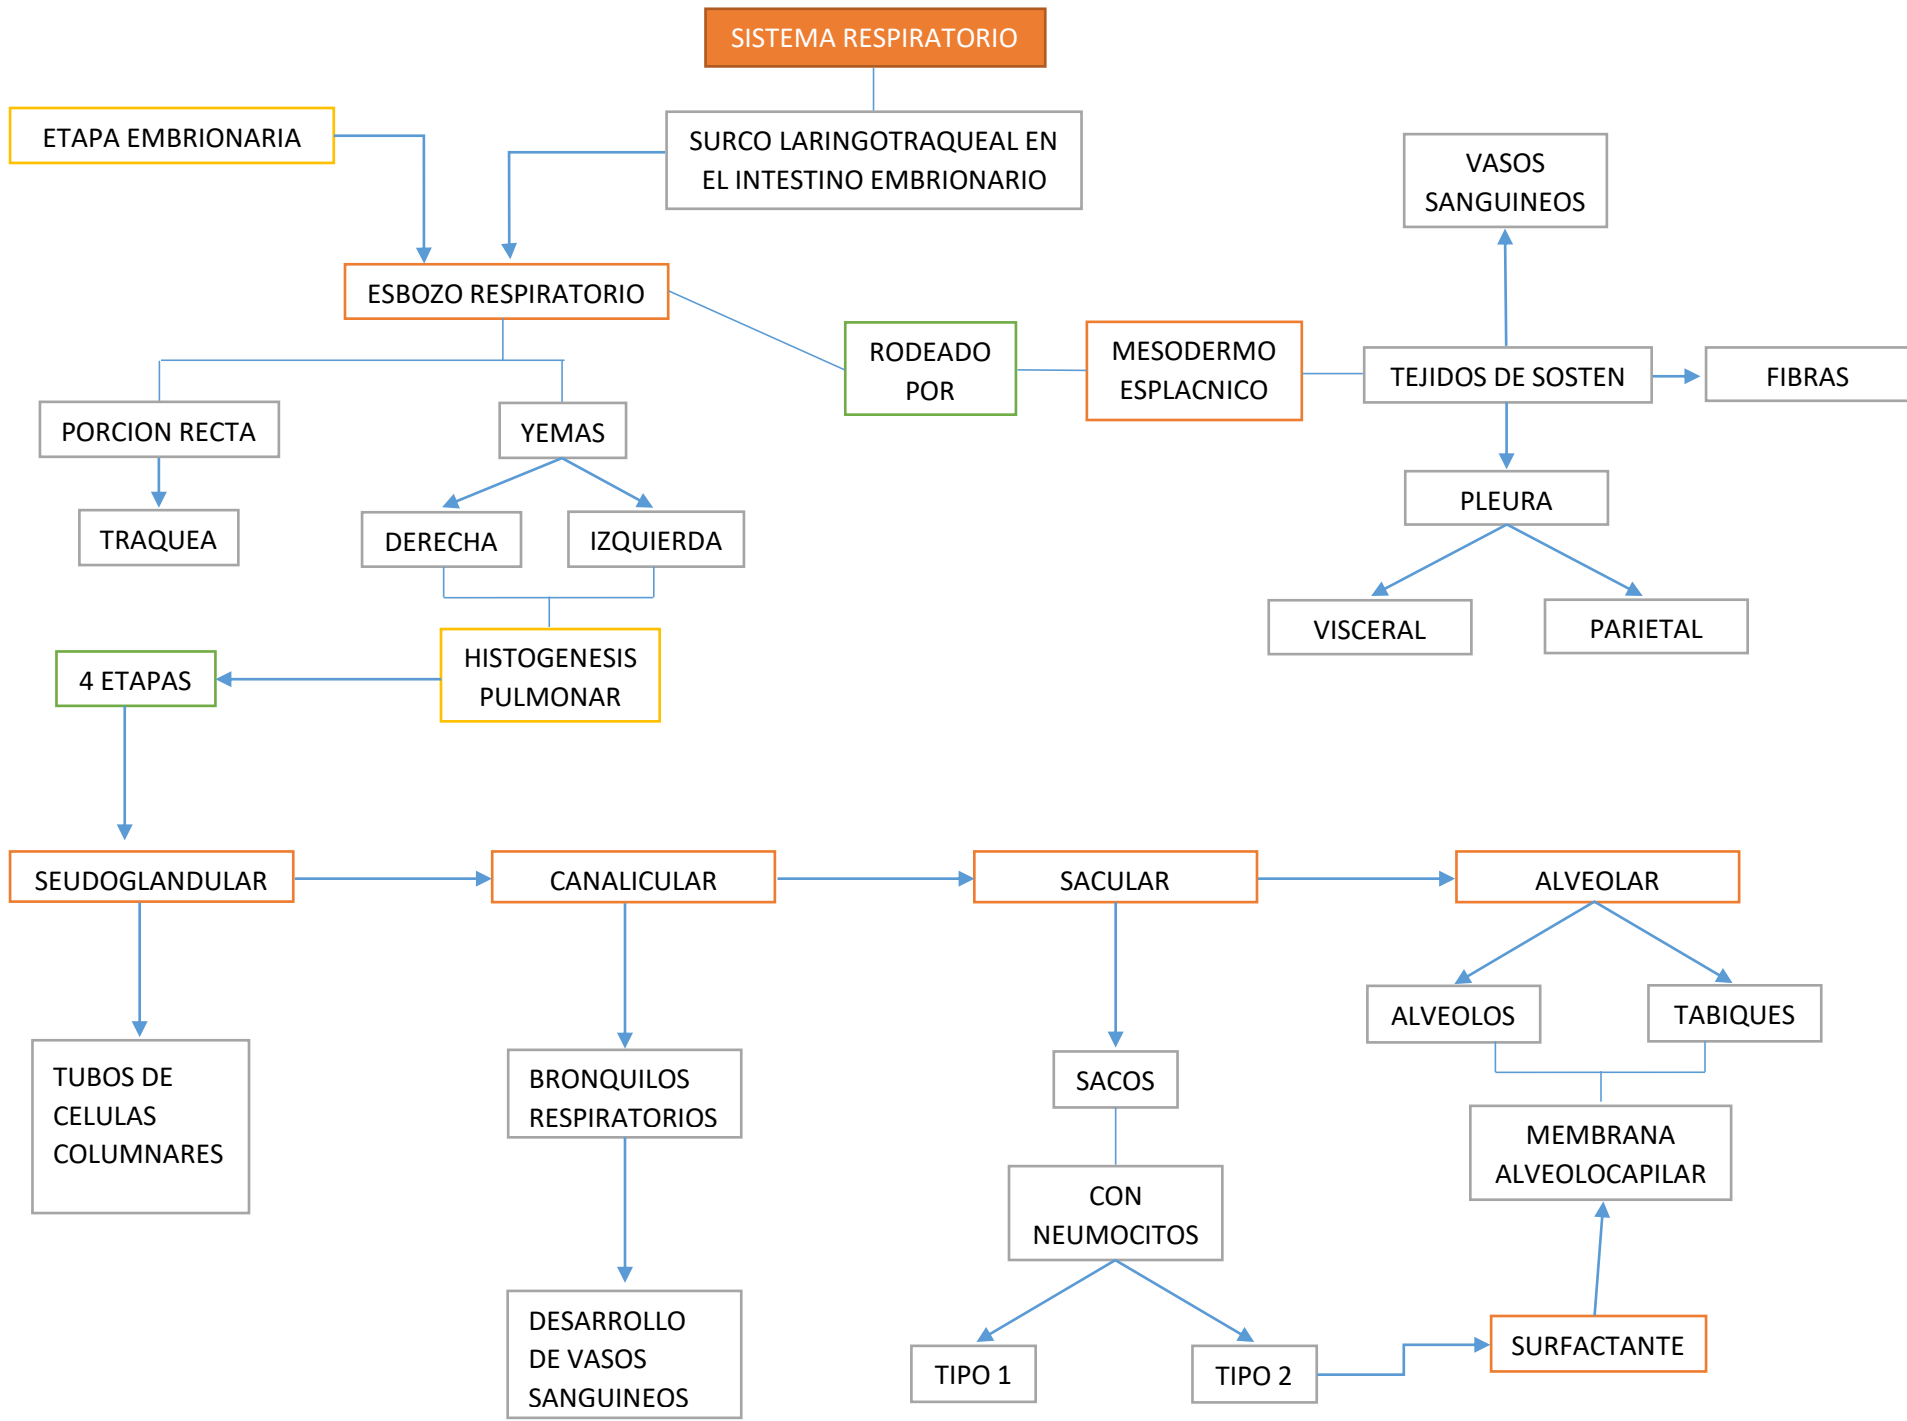 SISTEMA RESPIRATORIO
ETAPA EMBRIONARIA
SURCO LARINGOTRAQUEAL EN
EL INTESTINO EMBRIONARIO
VASOS
SANGUINEOS
ESBOZO RESPIRATORIO
RODEADO
POR
MESODERMO
ESPLACNICO
TEJIDOS DE SOSTEN
FIBRAS
PORCION RECTA
YEMAS
PLEURA
TRAQUEA
DERECHA
IZQUIERDA
VISCERAL
PARIETAL
HISTOGENESIS
PULMONAR
4 ETAPAS
SEUDOGLANDULAR
CANALICULAR
SACULAR
ALVEOLAR
ALVEOLOS
TABIQUES
TUBOS DE
CELULAS
COLUMNARES
BRONQUILOS
RESPIRATORIOS
SACOS
MEMBRANA
ALVEOLOCAPILAR
CON
NEUMOCITOS
DESARROLLO
DE VASOS
SANGUINEOS
TIPO 1
TIPO 2
SURFACTANTE